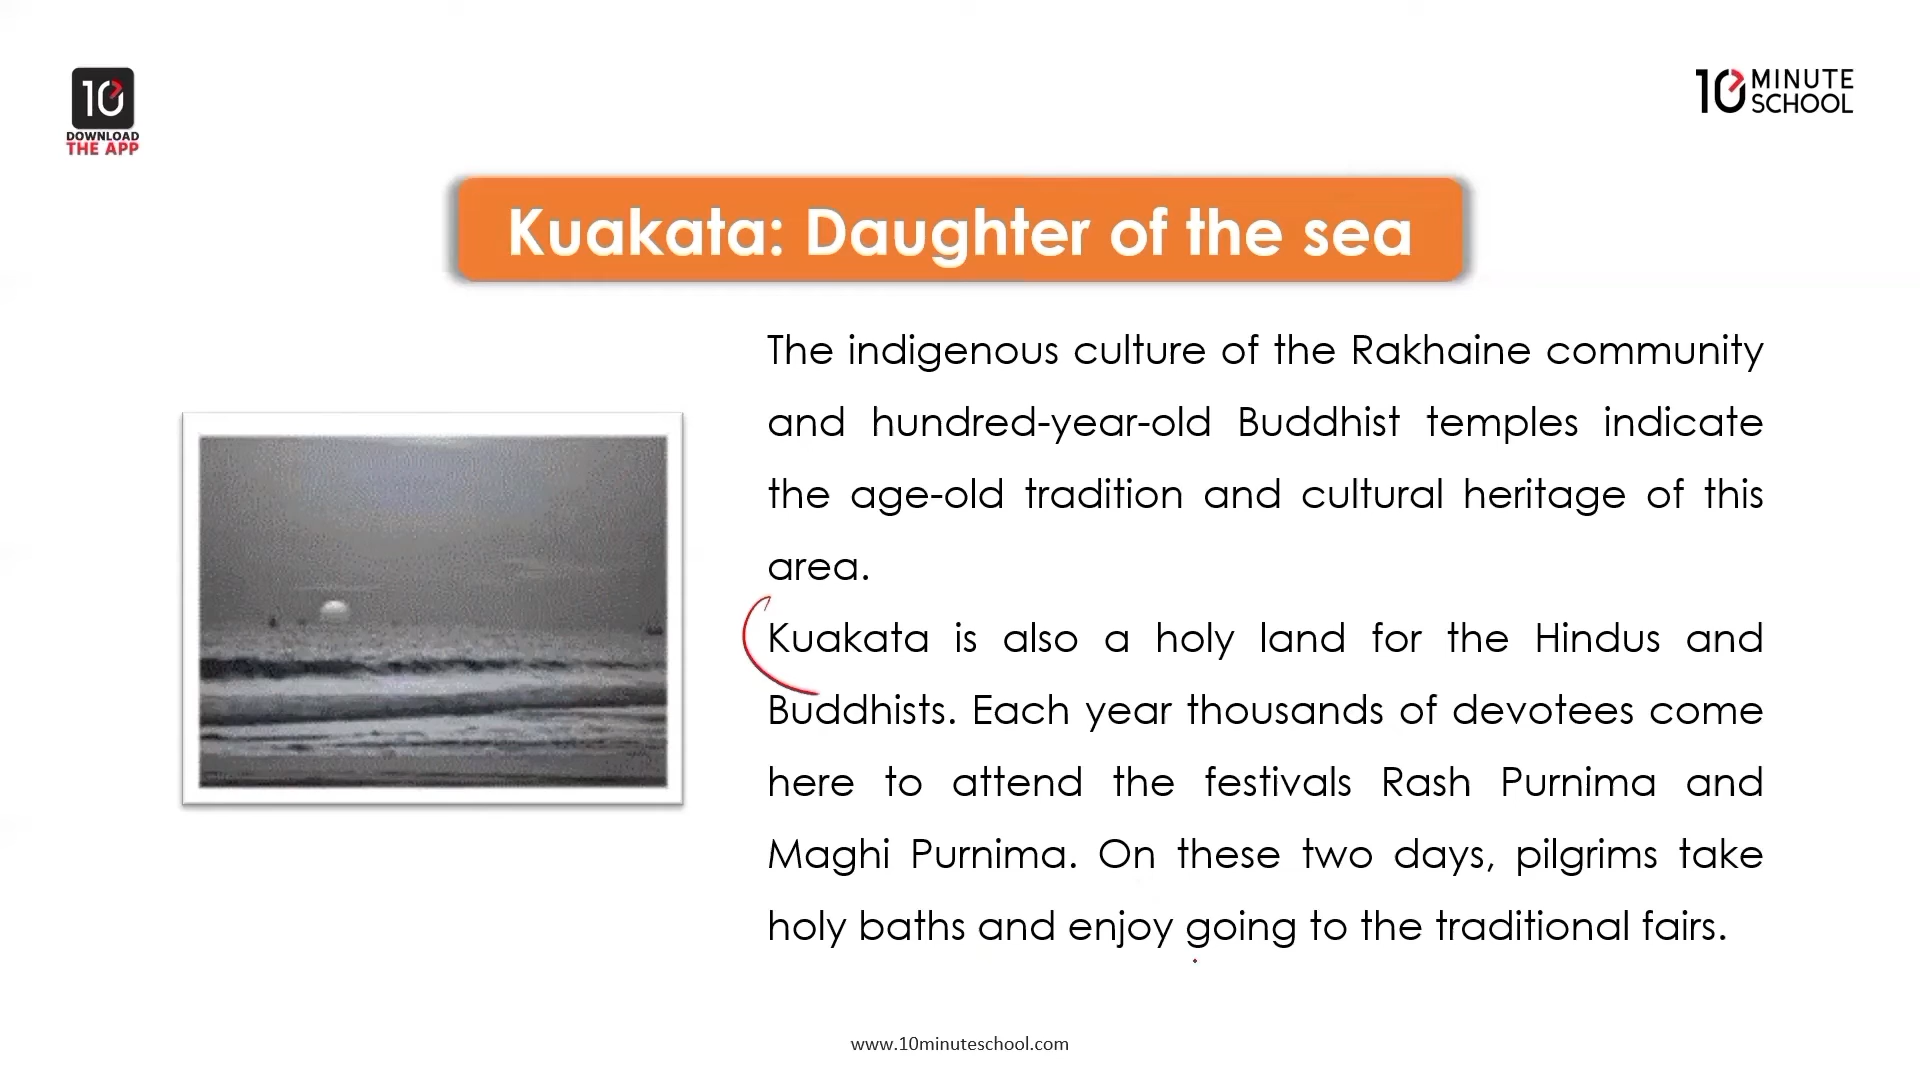 10
DOWNLOAD
THE APP
10 MINUTE
SCHOOL
Kuakata: Daughter of the sea
The indigenous culture of the Rakhaine community
and hundred-year-old Buddhist temples indicate
the age-old tradition and cultural heritage of this
area.
Kuakata is also a holy land for the Hindus and
Buddhists. Each year thousands of devotees come
here to attend the festivals Rash Purnima and
Maghi Purnima. On these two days, pilgrims take
holy baths and enjoy going to the traditional fairs.
www.10minuteschool.com